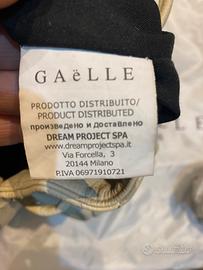 GAëLLE
PRODOTTO DISTRIBUITO/
PRODUCT DISTRIBUTED
произведено и доставлено
DREAM PROJECT SPA
www.dreamprojectspa.it
Via Forcella, 3
20144 Milano
P.IVA 06971910721